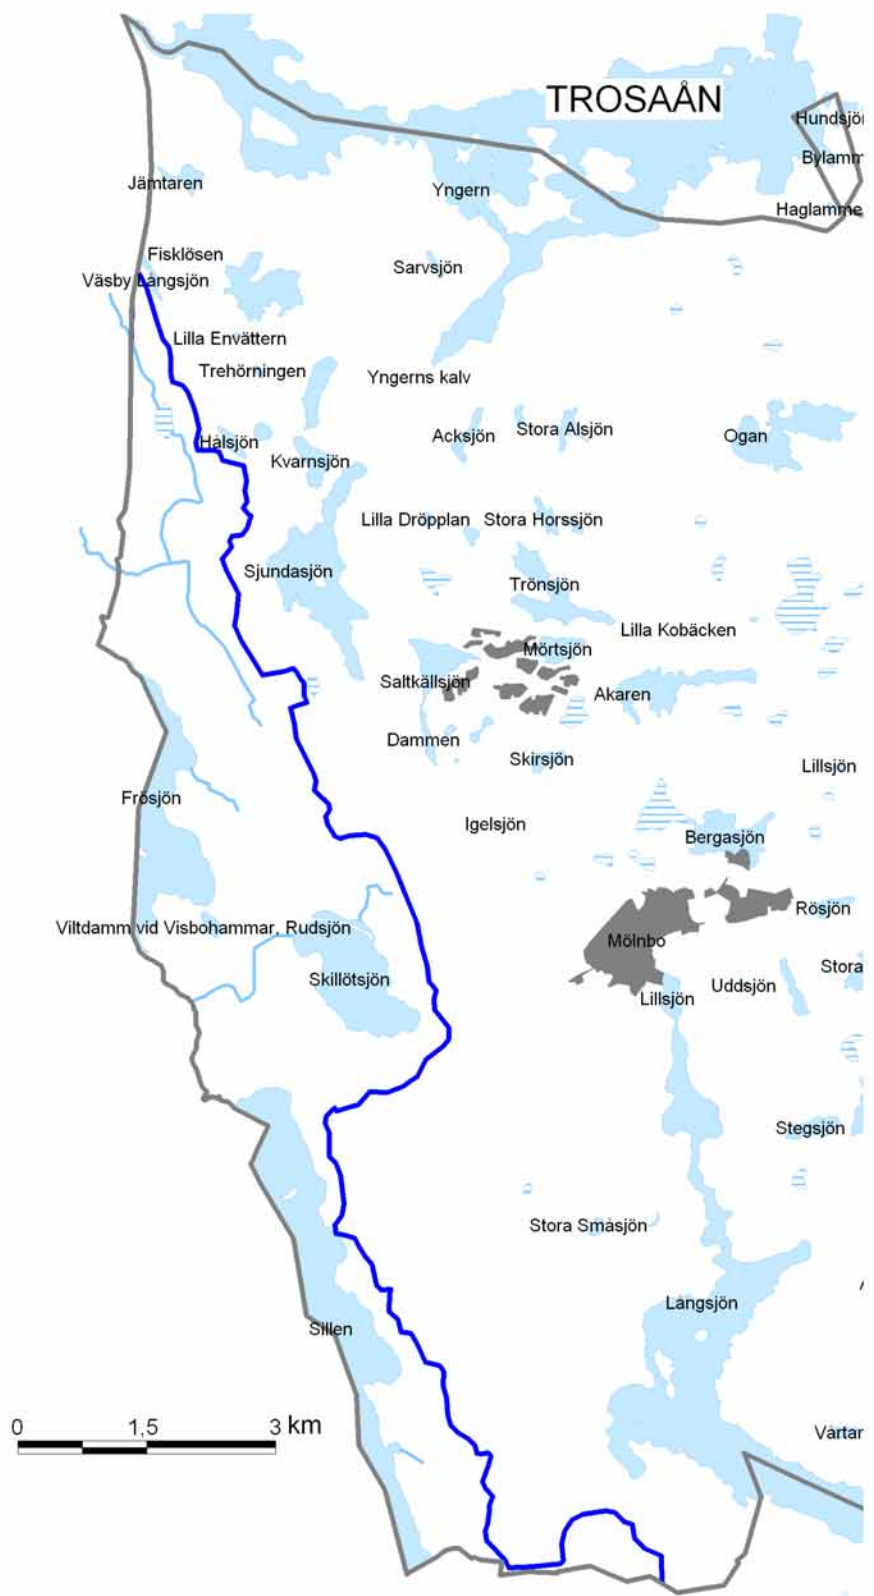 TROSAÅN
Hundsjö
Bylamm
Jämtaren
Yngern
Haglamme
Fisklösen
Sarvsjön
Väsby Långsjön
Lilla Envättern
Trehörningen
Yngerns kalv
Acksjön
Stora Alsjön
Ogan
Hålsjön
Kvarnsjön
Lilla Dröpplan
Stora Horssjön
Sjundasjön
Trönsjön
Lilla Kobäcken
Mörtsjön
Saltkällsjön
Akaren
Dammen
Skirsjön
Lillsjön
Frösjön
Igelsjön
Bergasjön
Rösjön
Viltdamm vid Visbohammar, Rudsjön
Mölnbo
Stora
Skillötsjön
Uddsjön
Lillsjön
Stegsjön
Stora Småsjön
Långsjön
Sillen
0 1,5 3 km
Vårtar